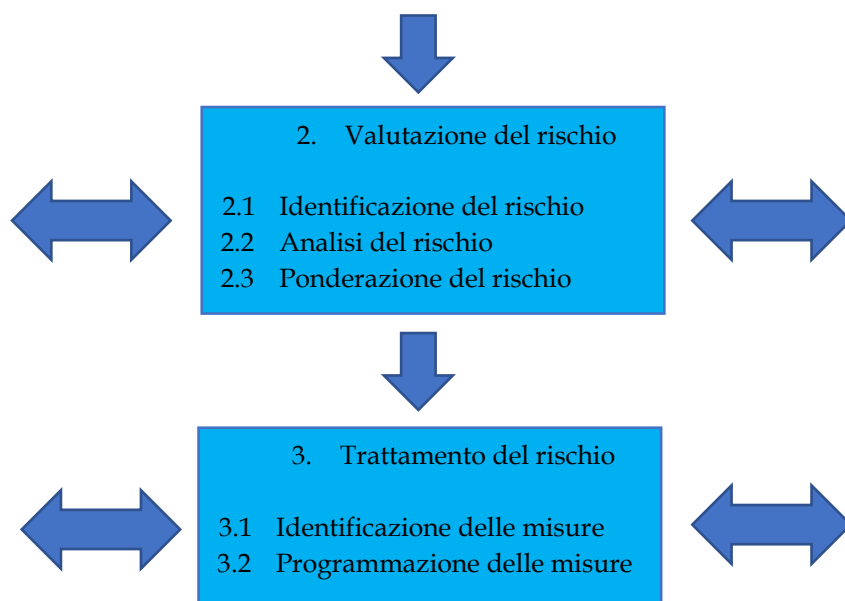 2. Valutazione del rischio
2.1 Identificazione del rischio
2.2 Analisi del rischio
2.3 Ponderazione del rischio
3. Trattamento del rischio
3.1 Identificazione delle misure
3.2 Programmazione delle misure